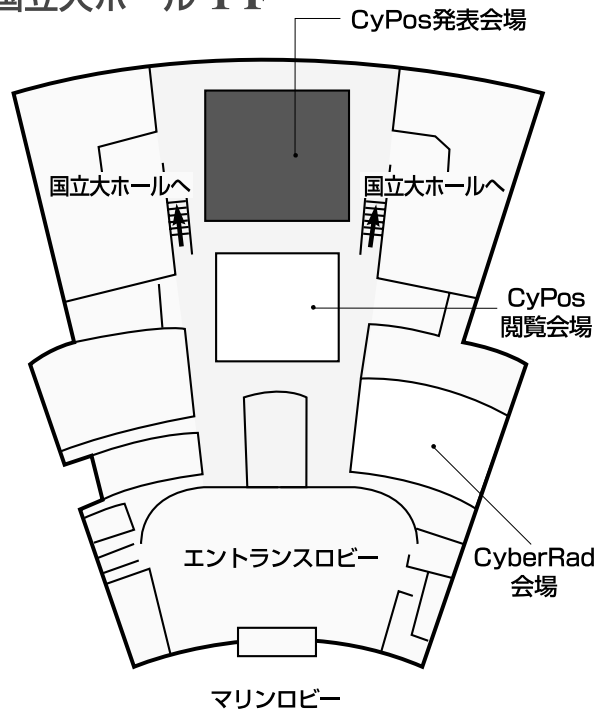 国立大ホール 1F
CyPos発表会場
国立大ホールへ
国立大ホールへ
CyPos
閲覧会場
エントランスロビー
CyberRad
会場
マリンロビー